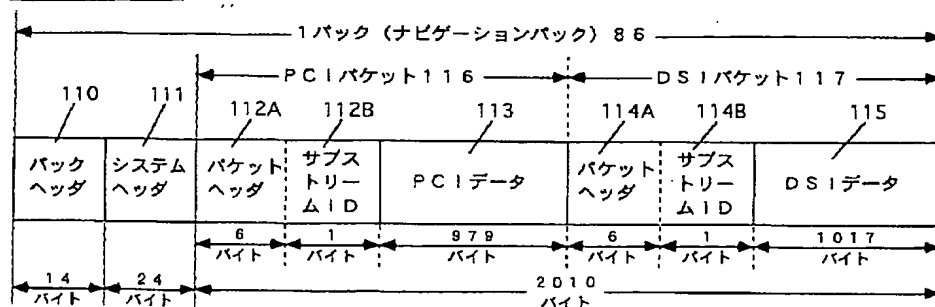 1パック(ナビゲーションパック)86
PCIパケット116
DSIパケット117
110
111
112A
112B
113
114A
114B
115
パック
ヘッダ
システム
ヘッダ
パケット
ヘッダ
サブス
トリー
ムID
PCIデータ
パケット
ヘッダ
サブス
トリー
ムID
DSIデータ
6
バイト
1
バイト
979
バイト
6
バイト
1
バイト
1017
バイト
14
バイト
24
バイト
2010
バイト